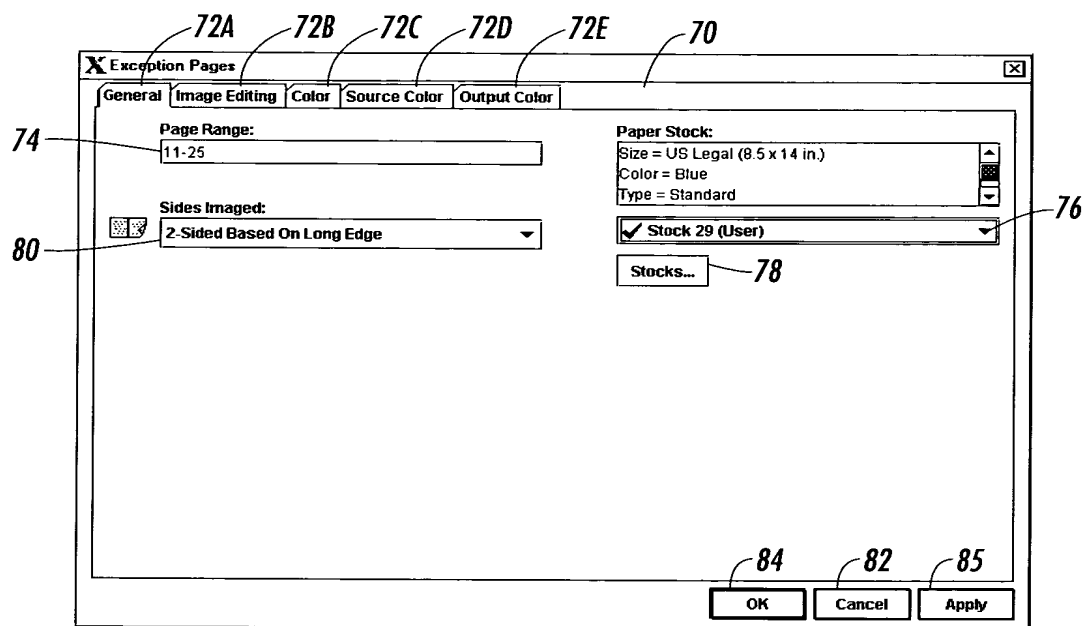 72A 72B 72C 72D 72E 70
X Exception Pages
General Image Editing Color Source Color Output Color
74
Page Range:
11-25
Paper Stock:
Size = US Legal (8.5 x 14 in.)
Color = Blue
Type = Standard
Sides Imaged:
80
2-Sided Based On Long Edge
Stock 29 (User)
76
Stocks...
78
84 82 85
OK Cancel Apply